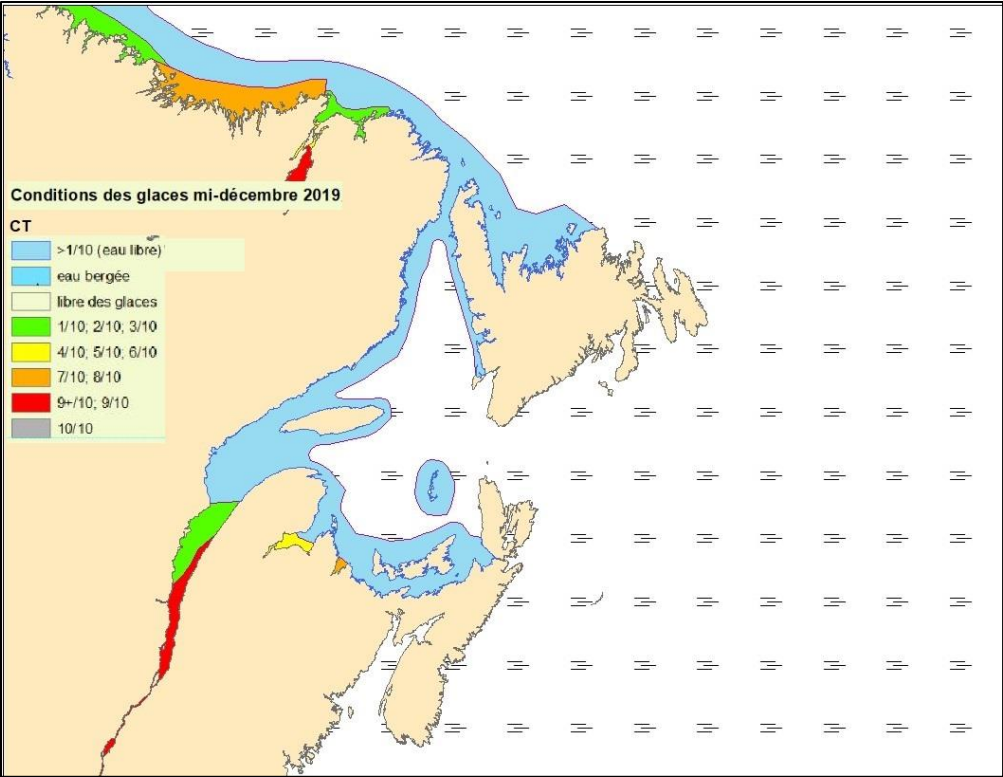 Conditions des glaces mi-décembre 2019
CT
>1/10 (eau libre)
eau bergée
libre des glaces
1/10; 2/10; 3/10
4/10; 5/10; 6/10
7/10; 8/10
9+/10; 9/10
10/10